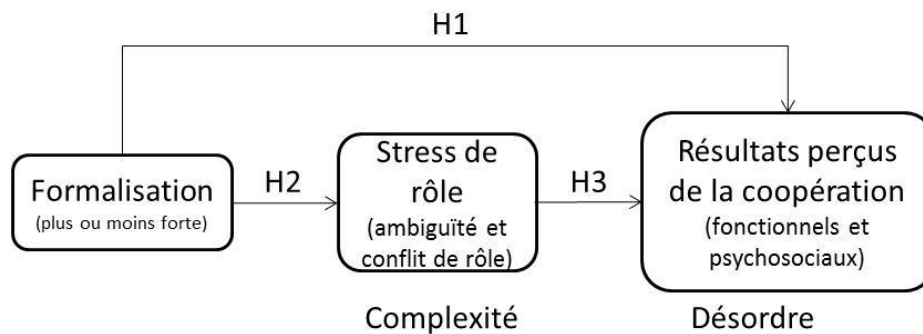 H1
Formalisation
(plus ou moins forte)
H2
Stress de
rôle
(ambiguïté et
conflit de rôle)
H3
Résultats perçus
de la coopération
(fonctionnels et
psychosociaux)
Complexité
Désordre